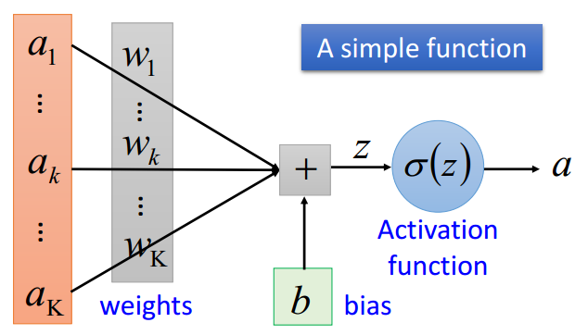 A simple function
a1
w1
⋮
⋮
ak
wk
+
z
σ(z)
a
⋮
⋮
Activation
function
aK
wK
weights
b
bias